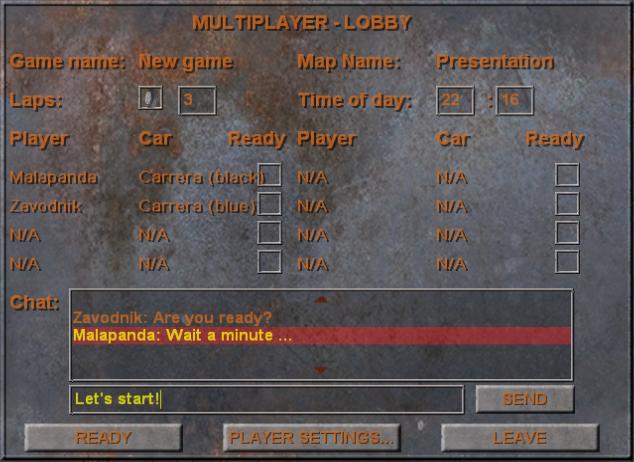 MULTIPLAYER - LOBBY
Game name: New game Map Name: Presentation
Laps: 3 Time of day: 22 : 16
Player Car Ready Player Car Ready
Malapanda Carrera (black) N/A N/A
Zavodnik Carrera (blue) N/A N/A
N/A N/A N/A N/A
N/A N/A N/A N/A
Chat:
Zavodnik: Are you ready?
Malapanda: Wait a minute ...
Let's start!
SEND
READY PLAYER SETTINGS... LEAVE